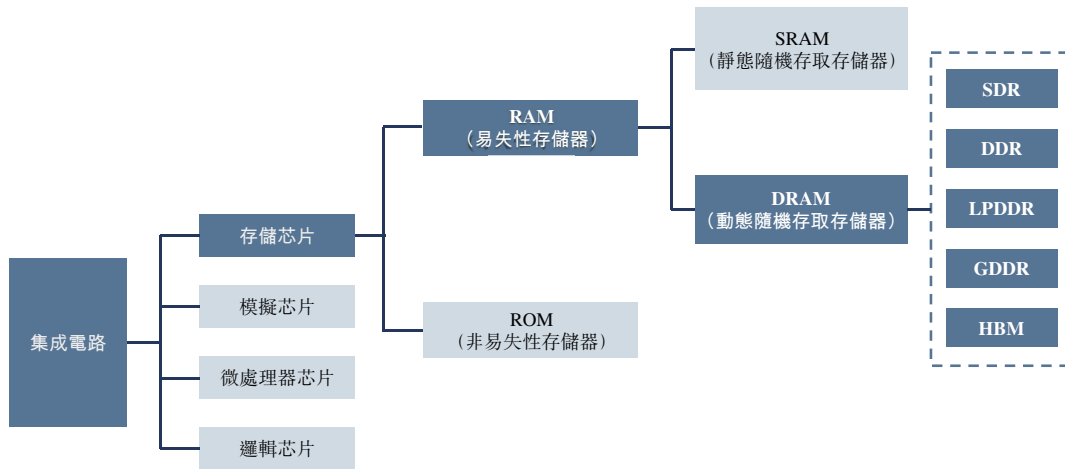 集成電路
存儲芯片
模擬芯片
微處理器芯片
邏輯芯片
RAM
（易失性存儲器）
ROM
（非易失性存儲器）
SRAM
（靜態隨機存取存儲器）
DRAM
（動態隨機存取存儲器）
SDR
DDR
LPDDR
GDDR
HBM